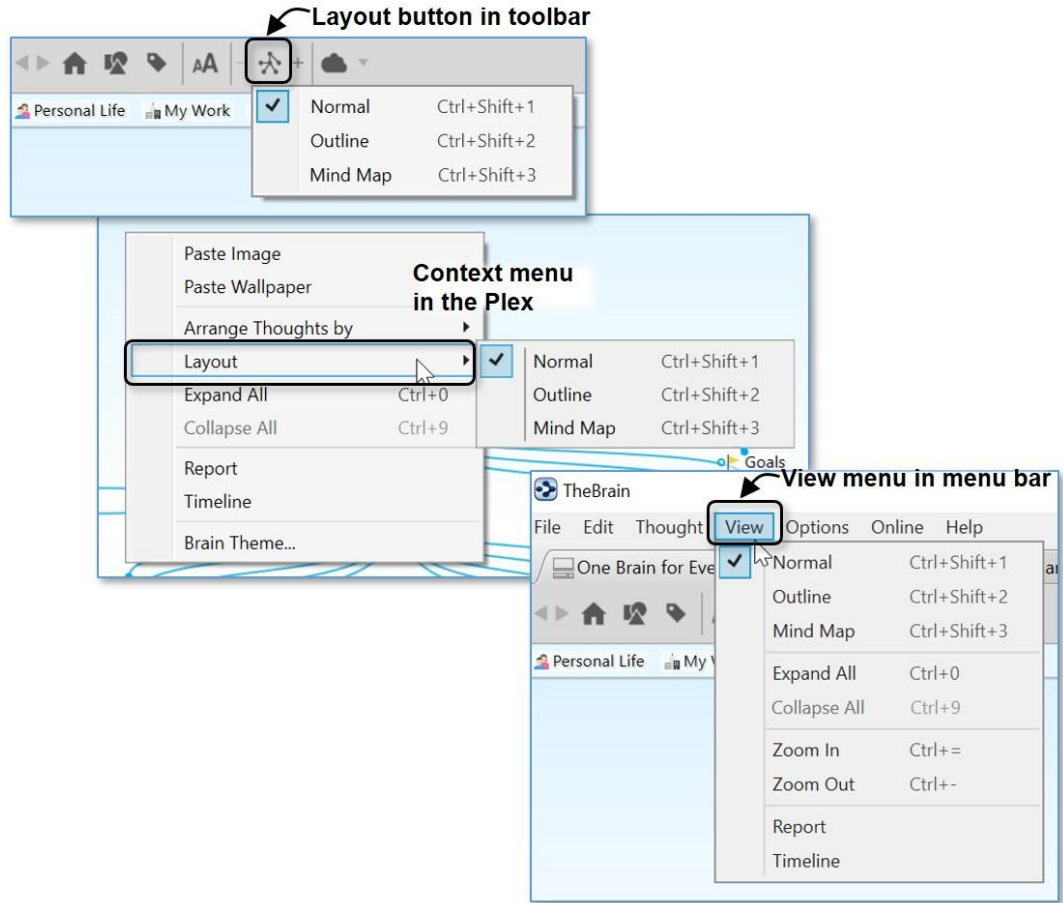 Layout button in toolbar
AA - +
Personal Life My Work
Normal Ctrl+Shift+1
Outline Ctrl+Shift+2
Mind Map Ctrl+Shift+3
Paste Image
Paste Wallpaper
Context menu
in the Plex
Arrange Thoughts by
Layout
Expand All Ctrl+0
Collapse All Ctrl+9
Report
Timeline
Brain Theme...
Normal Ctrl+Shift+1
Outline Ctrl+Shift+2
Mind Map Ctrl+Shift+3
Goals
View menu in menu bar
TheBrain
File Edit Thought View Options Online Help
One Brain for Eve
Personal Life My
Normal Ctrl+Shift+1
Outline Ctrl+Shift+2
Mind Map Ctrl+Shift+3
Expand All Ctrl+0
Collapse All Ctrl+9
Zoom In Ctrl+=
Zoom Out Ctrl+-
Report
Timeline